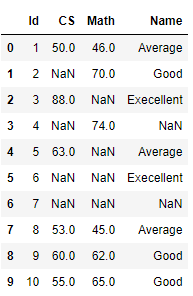 Id CS Math Name
0 1 50.0 46.0 Average
1 2 NaN 70.0 Good
2 3 88.0 NaN Execellent
3 4 NaN 74.0 NaN
4 5 63.0 NaN Average
5 6 NaN NaN Execellent
6 7 NaN NaN NaN
7 8 53.0 45.0 Average
8 9 60.0 62.0 Good
9 10 55.0 65.0 Good